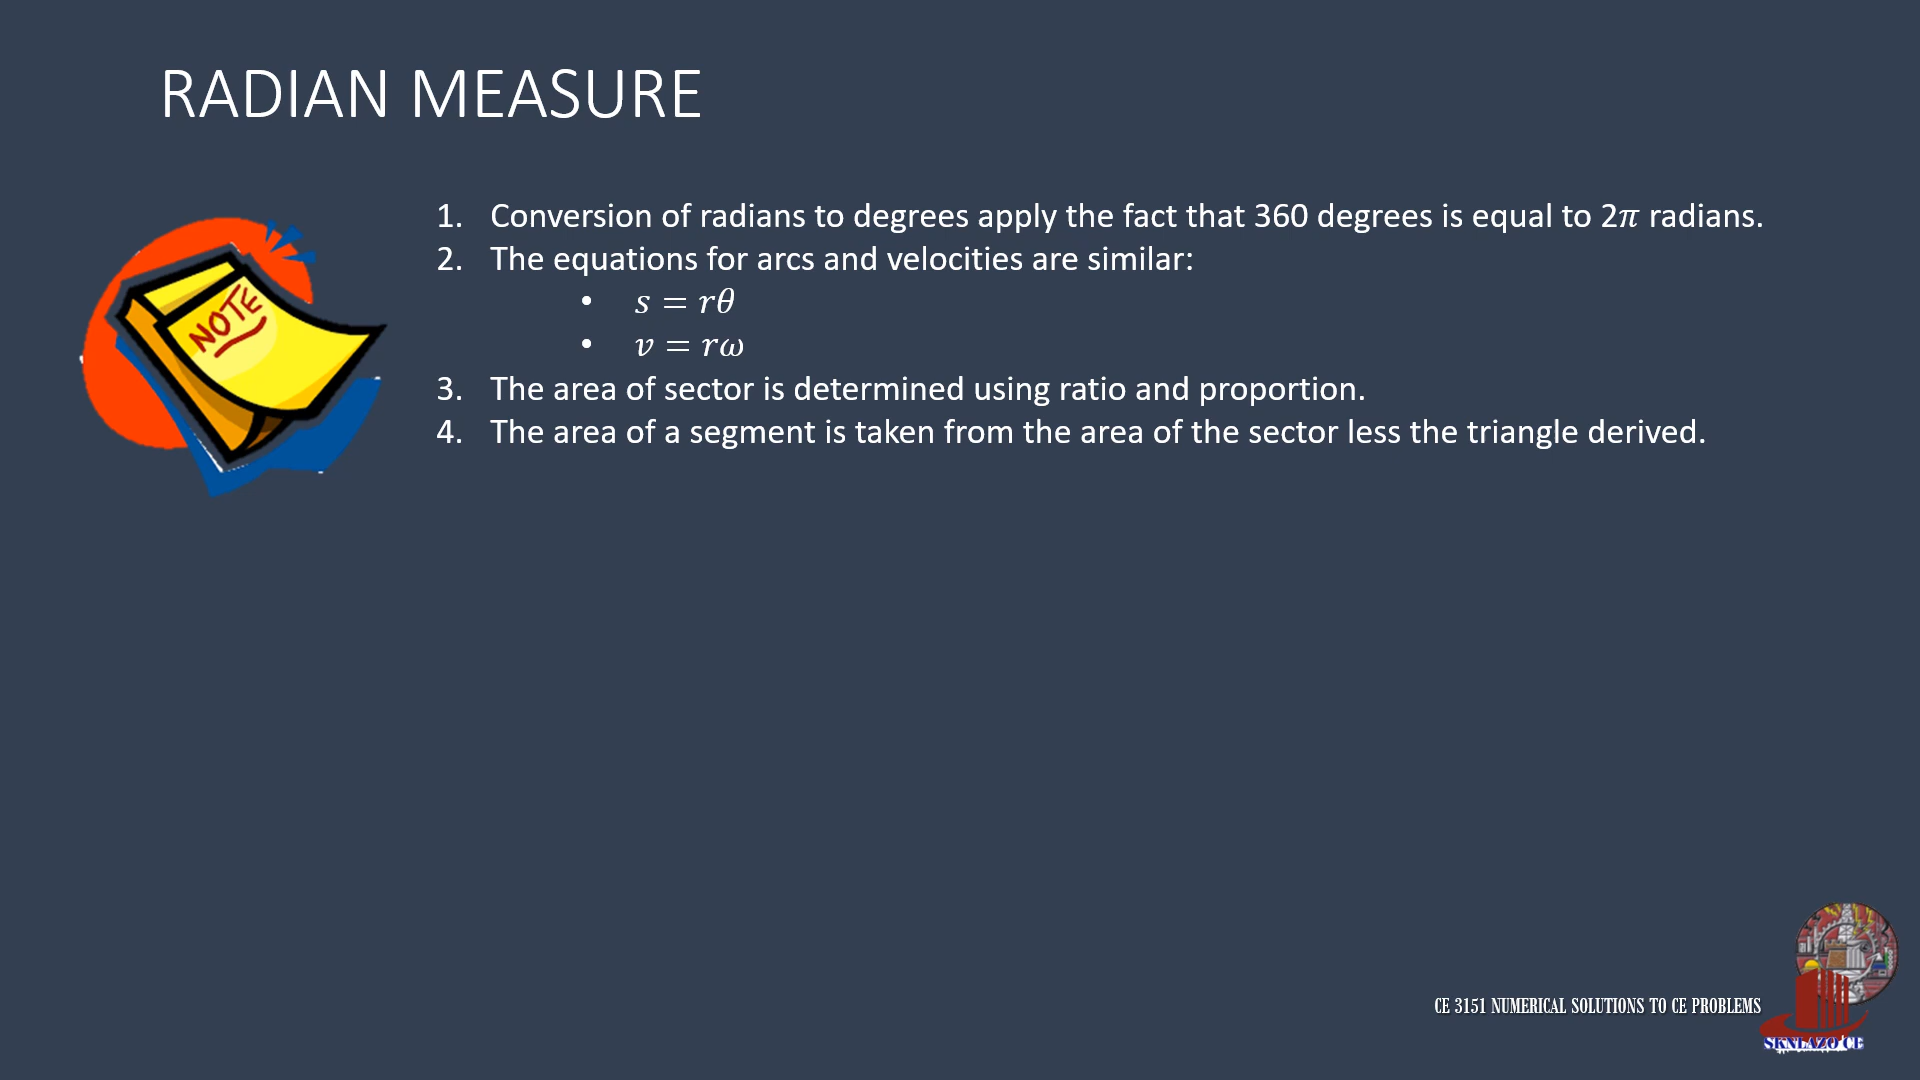 RADIAN MEASURE
NOTE
1. Conversion of radians to degrees apply the fact that 360 degrees is equal to 2𝜋 radians.
2. The equations for arcs and velocities are similar:
• 𝑠 = 𝑟𝜃
• 𝑣 = 𝑟𝜔
3. The area of sector is determined using ratio and proportion.
4. The area of a segment is taken from the area of the sector less the triangle derived.
CE 3151 NUMERICAL SOLUTIONS TO CE PROBLEMS
SKNLAZO CE